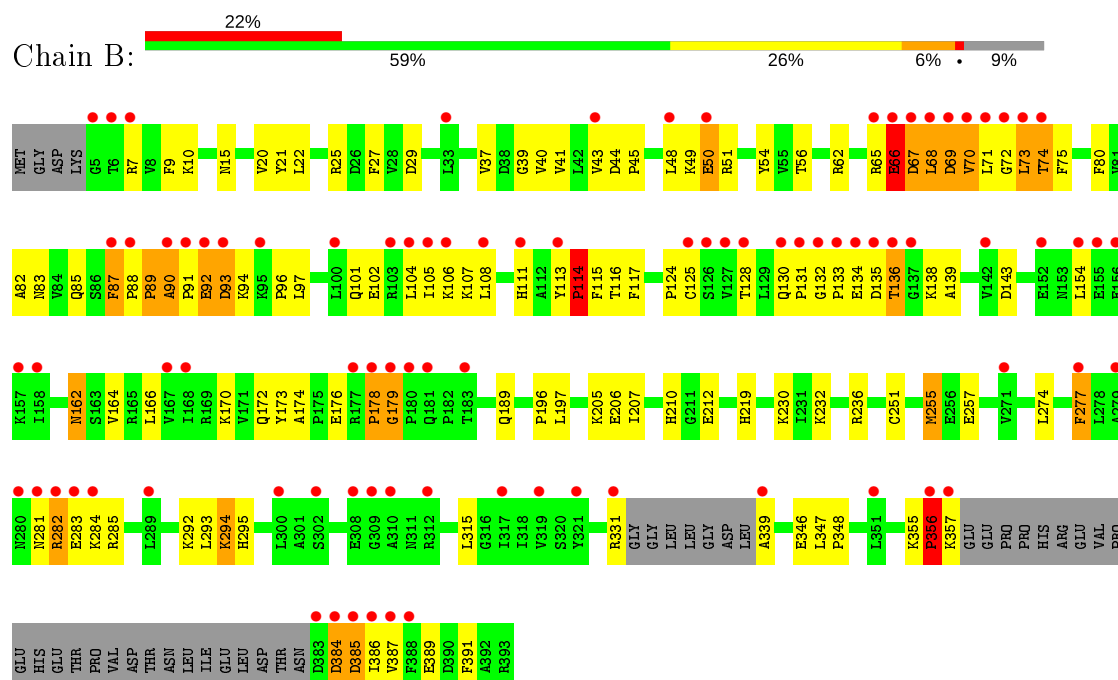 22%
Chain B:
59% 26% 6% • 9%
MET GLY ASP LYS G5 T6 R7 V8 F9 K10 N15 V20 Y21 L22 R25 D26 F27 V28 D29 L33 V37 D38 G39 V40 V41 L42 V43 D44 P45 L48 K49 E50 R51 Y54 V55 T56 R62 R65 E66 D67 L68 D69 V70 L71 G72 L73 T74 F75 F80 V81
A82 N83 V84 Q85 S86 F87 P88 P89 A90 P91 E92 D93 K94 K95 P96 L97 L100 Q101 E102 R103 L104 I105 K106 K107 L108 H111 A112 Y113 P114 F115 T116 F117 P124 C125 S126 V127 T128 L129 Q130 P131 G132 P133 E134 D135 T136 G137 K138 A139 V142 D143 E152 N153 L154 E155 E156
K157 I158 N162 S163 V164 R165 L166 V167 I168 R169 K170 V171 Q172 Y173 A174 P175 E176 R177 P178 G179 P180 Q181 P182 T183 Q189 P196 L197 K205 E206 I207 H210 G211 E212 H219 K230 I231 K232 R236 C251 M255 E256 E257 V271 L274 F277 L278 A279
N280 N281 R282 E283 K284 R285 L289 K292 L293 K294 H295 L300 A301 S302 E308 G309 A310 N311 R312 L315 G316 I317 I318 V319 S320 Y321 R331 GLY GLY LEU LEU GLY ASP LEU A339 E346 L347 P348 L351 K355 P356 K357 GLU GLU PRO PRO HIS ARG GLU VAL PRO
GLU HIS GLU THR PRO VAL ASP THR ASN LEU ILE GLU LEU ASP THR ASN D383 D384 D385 I386 V387 F388 E389 D390 F391 A392 R393